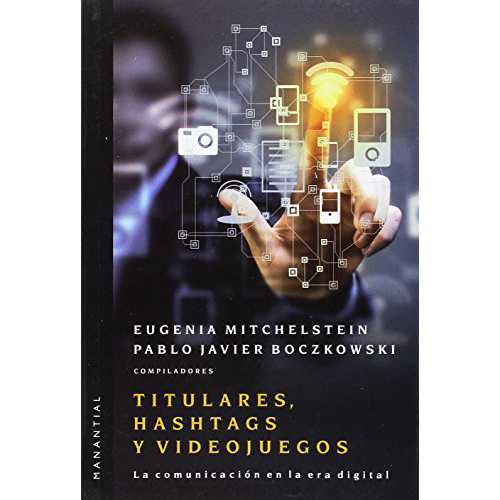 EUGENIA MITCHELSTEIN
PABLO JAVIER BOCZKOWSKI
COMPILADORES
TITULARES,
HASHTAGS
Y VIDEOJUEGOS
La comunicación en la era digital
MANANTIAL